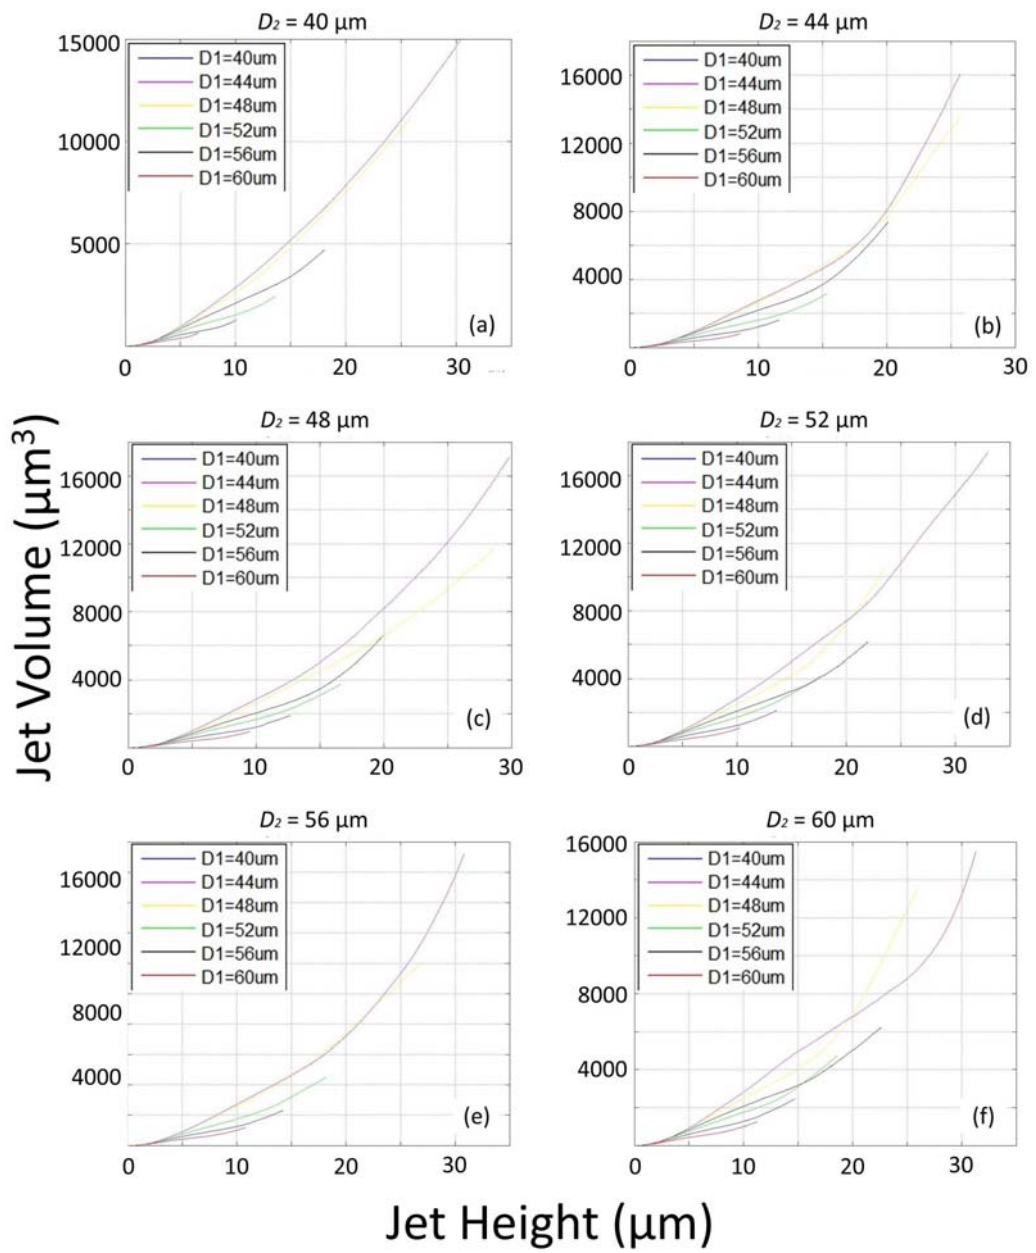 D₂ = 40 µm
15000
10000
5000
D1=40um
D1=44um
D1=48um
D1=52um
D1=56um
D1=60um
(a)
0
10
20
30
D₂ = 44 µm
16000
12000
8000
4000
D1=40um
D1=44um
D1=48um
D1=52um
D1=56um
D1=60um
(b)
0
10
20
30
Jet Volume (µm³)
D₂ = 48 µm
16000
12000
8000
4000
D1=40um
D1=44um
D1=48um
D1=52um
D1=56um
D1=60um
(c)
0
10
20
30
D₂ = 52 µm
16000
12000
8000
4000
D1=40um
D1=44um
D1=48um
D1=52um
D1=56um
D1=60um
(d)
0
10
20
30
D₂ = 56 µm
16000
12000
8000
4000
D1=40um
D1=44um
D1=48um
D1=52um
D1=56um
D1=60um
(e)
0
10
20
30
D₂ = 60 µm
16000
12000
8000
4000
D1=40um
D1=44um
D1=48um
D1=52um
D1=56um
D1=60um
(f)
0
10
20
30
Jet Height (µm)